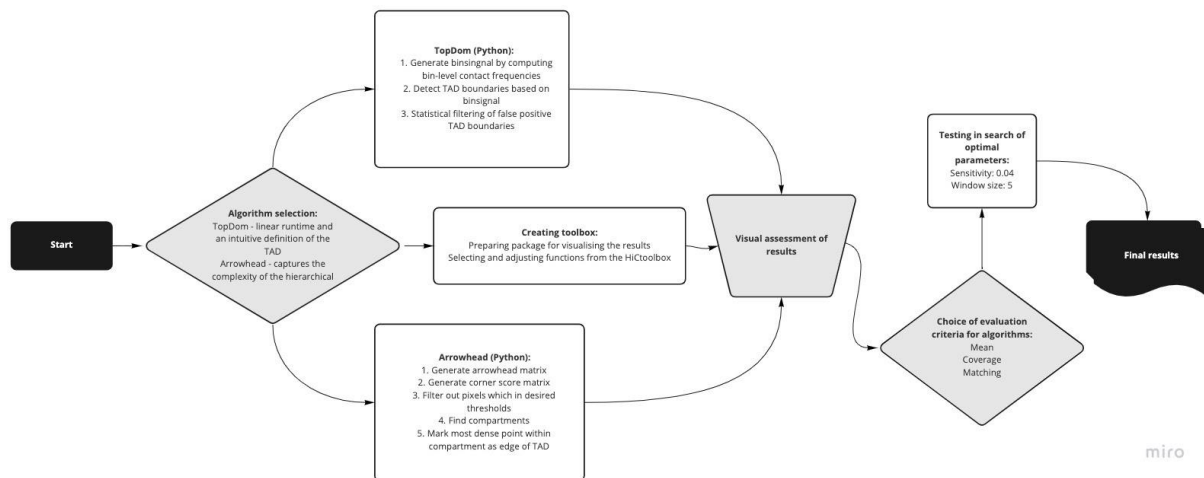 Start
Algorithm selection:
TopDom - linear runtime and
an intuitive definition of the
TAD
Arrowhead - captures the
complexity of the hierarchical
TopDom (Python):
1. Generate binsingnal by computing
bin-level contact frequencies
2. Detect TAD boundaries based on
binsignal
3. Statistical filtering of false positive
TAD boundaries
Creating toolbox:
Preparing package for visualising the results
Selecting and adjusting functions from the HiCtoolbox
Arrowhead (Python):
1. Generate arrowhead matrix
2. Generate corner score matrix
3. Filter out pixels which in desired
thresholds
4. Find compartments
5. Mark most dense point within
compartment as edge of TAD
Visual assessment of
results
Choice of evaluation
criteria for algorithms:
Mean
Coverage
Matching
Testing in search of
optimal
parameters:
Sensitivity: 0.04
Window size: 5
Final results
miro